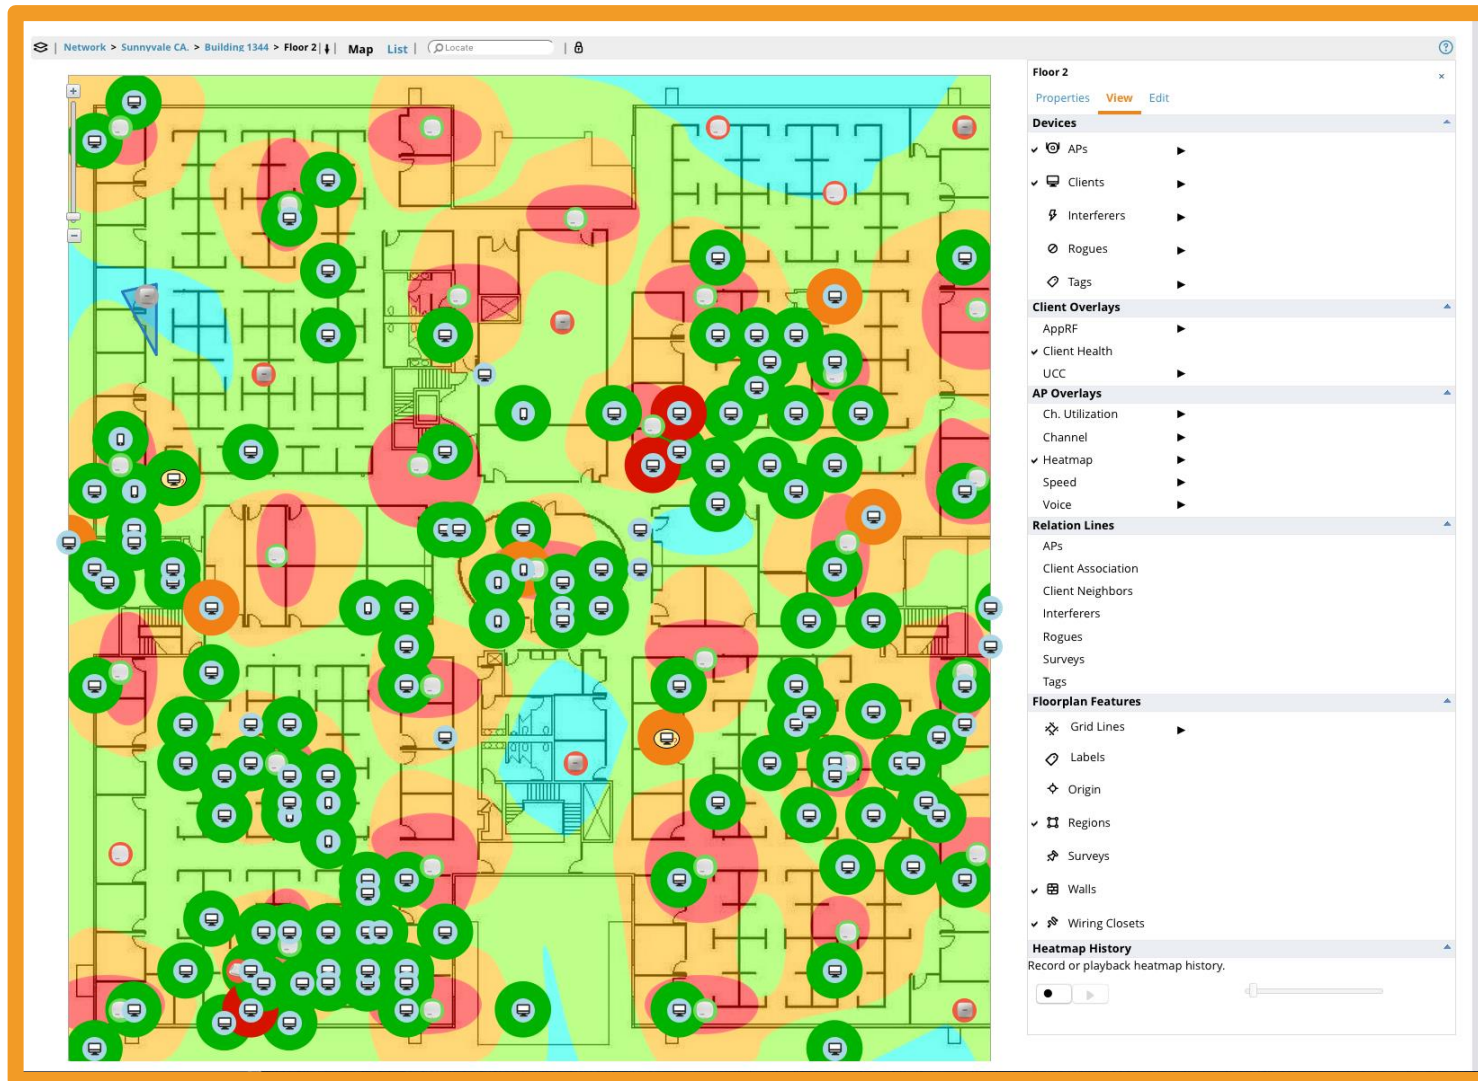 Network > Sunnyvale CA. > Building 1344 > Floor 2 | | Map List | Locate |
Floor 2
Properties View Edit
Devices
APs
Clients
Interferers
Rogues
Tags
Client Overlays
AppRF
Client Health
UCC
AP Overlays
Ch. Utilization
Channel
Heatmap
Speed
Voice
Relation Lines
APs
Client Association
Client Neighbors
Interferers
Rogues
Surveys
Tags
Floorplan Features
Grid Lines
Labels
Origin
Regions
Surveys
Walls
Wiring Closets
Heatmap History
Record or playback heatmap history.